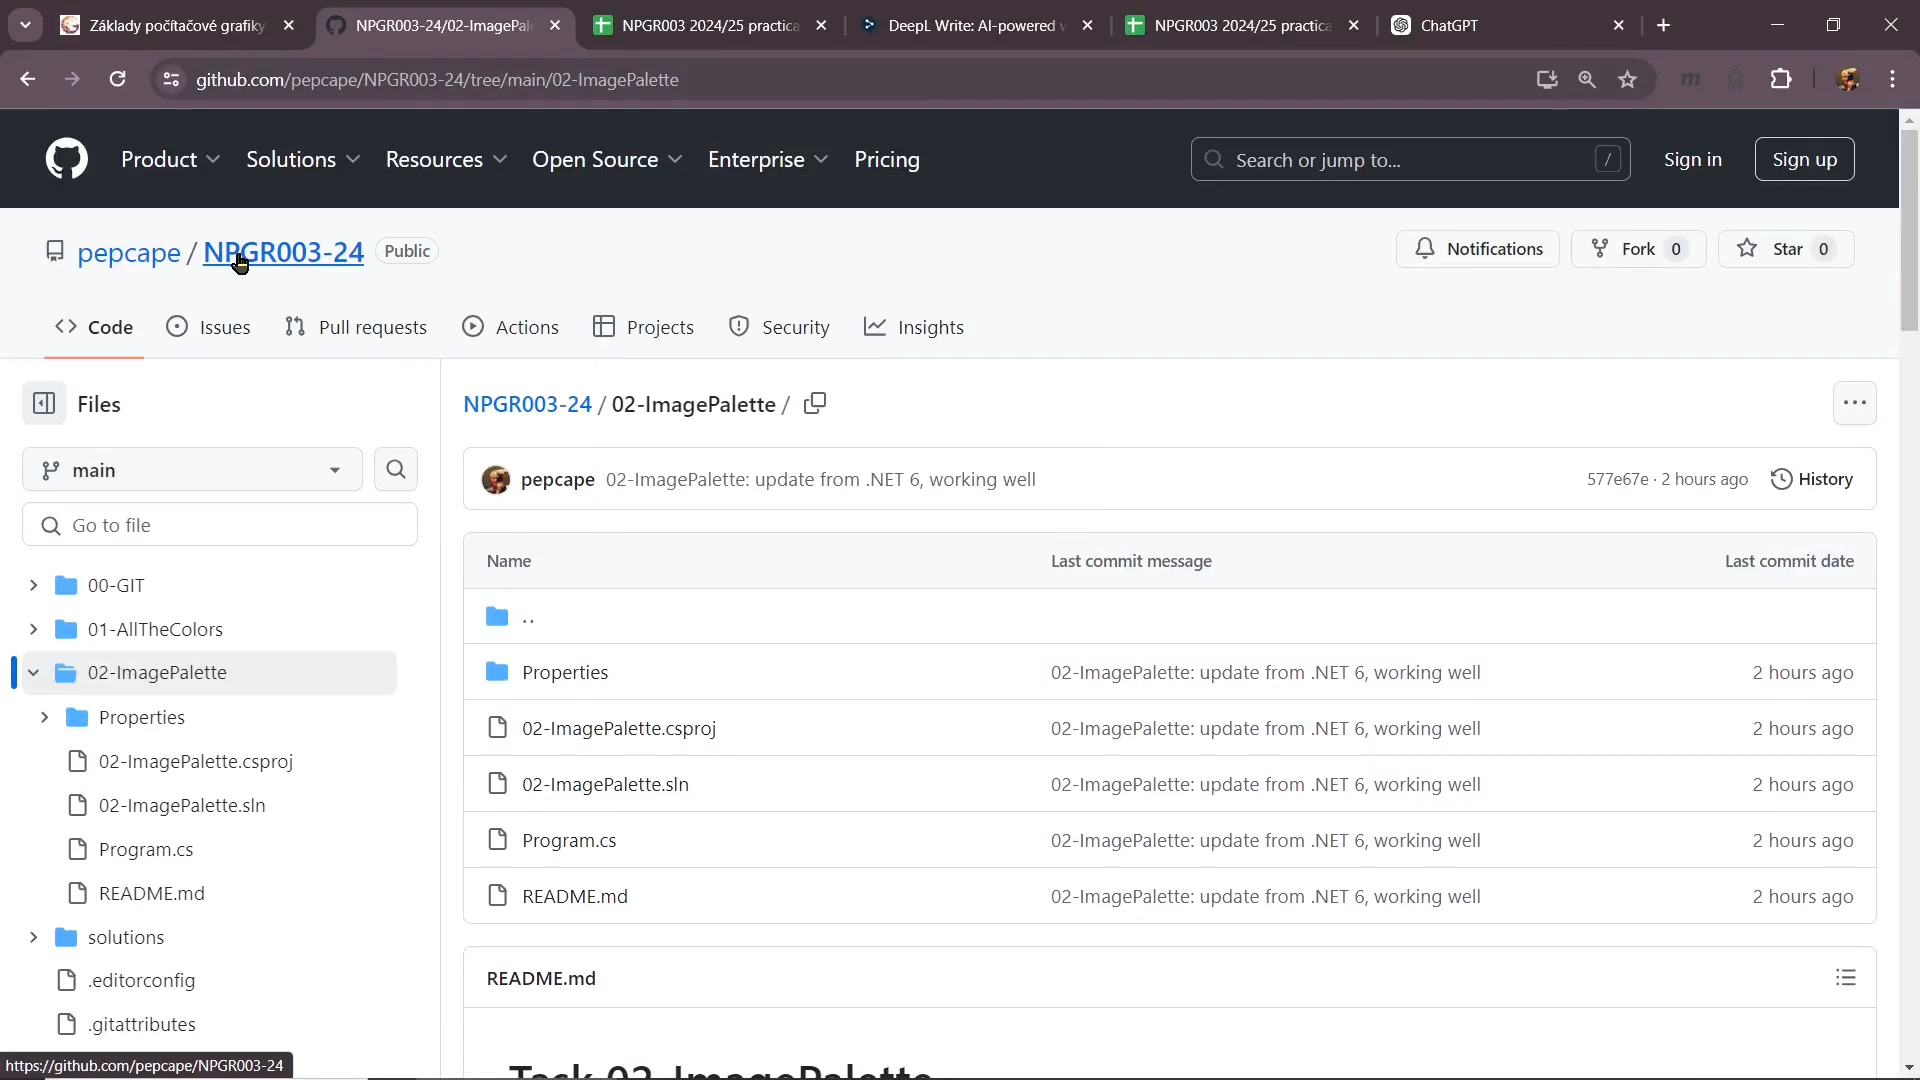 Základy počítačové grafiky
NPGR003-24/02-ImagePal
NPGR003 2024/25 practica
DeepL Write: AI-powered
NPGR003 2024/25 practica
ChatGPT
github.com/pepcape/NPGR003-24/tree/main/02-ImagePalette
Product
Solutions
Resources
Open Source
Enterprise
Pricing
Search or jump to...
/
Sign in
Sign up
pepcape / NPGR003-24
Public
Notifications
Fork 0
Star 0
Code
Issues
Pull requests
Actions
Projects
Security
Insights
Files
NPGR003-24 / 02-ImagePalette /
main
pepcape 02-ImagePalette: update from .NET 6, working well
577e67e · 2 hours ago
History
Go to file
Name Last commit message Last commit date
..
Properties 02-ImagePalette: update from .NET 6, working well 2 hours ago
02-ImagePalette.csproj 02-ImagePalette: update from .NET 6, working well 2 hours ago
02-ImagePalette.sln 02-ImagePalette: update from .NET 6, working well 2 hours ago
Program.cs 02-ImagePalette: update from .NET 6, working well 2 hours ago
README.md 02-ImagePalette: update from .NET 6, working well 2 hours ago
00-GIT
01-AllTheColors
02-ImagePalette
Properties
02-ImagePalette.csproj
02-ImagePalette.sln
Program.cs
README.md
solutions
.editorconfig
.gitattributes
README.md
Task 02-ImagePalette
https://github.com/pepcape/NPGR003-24